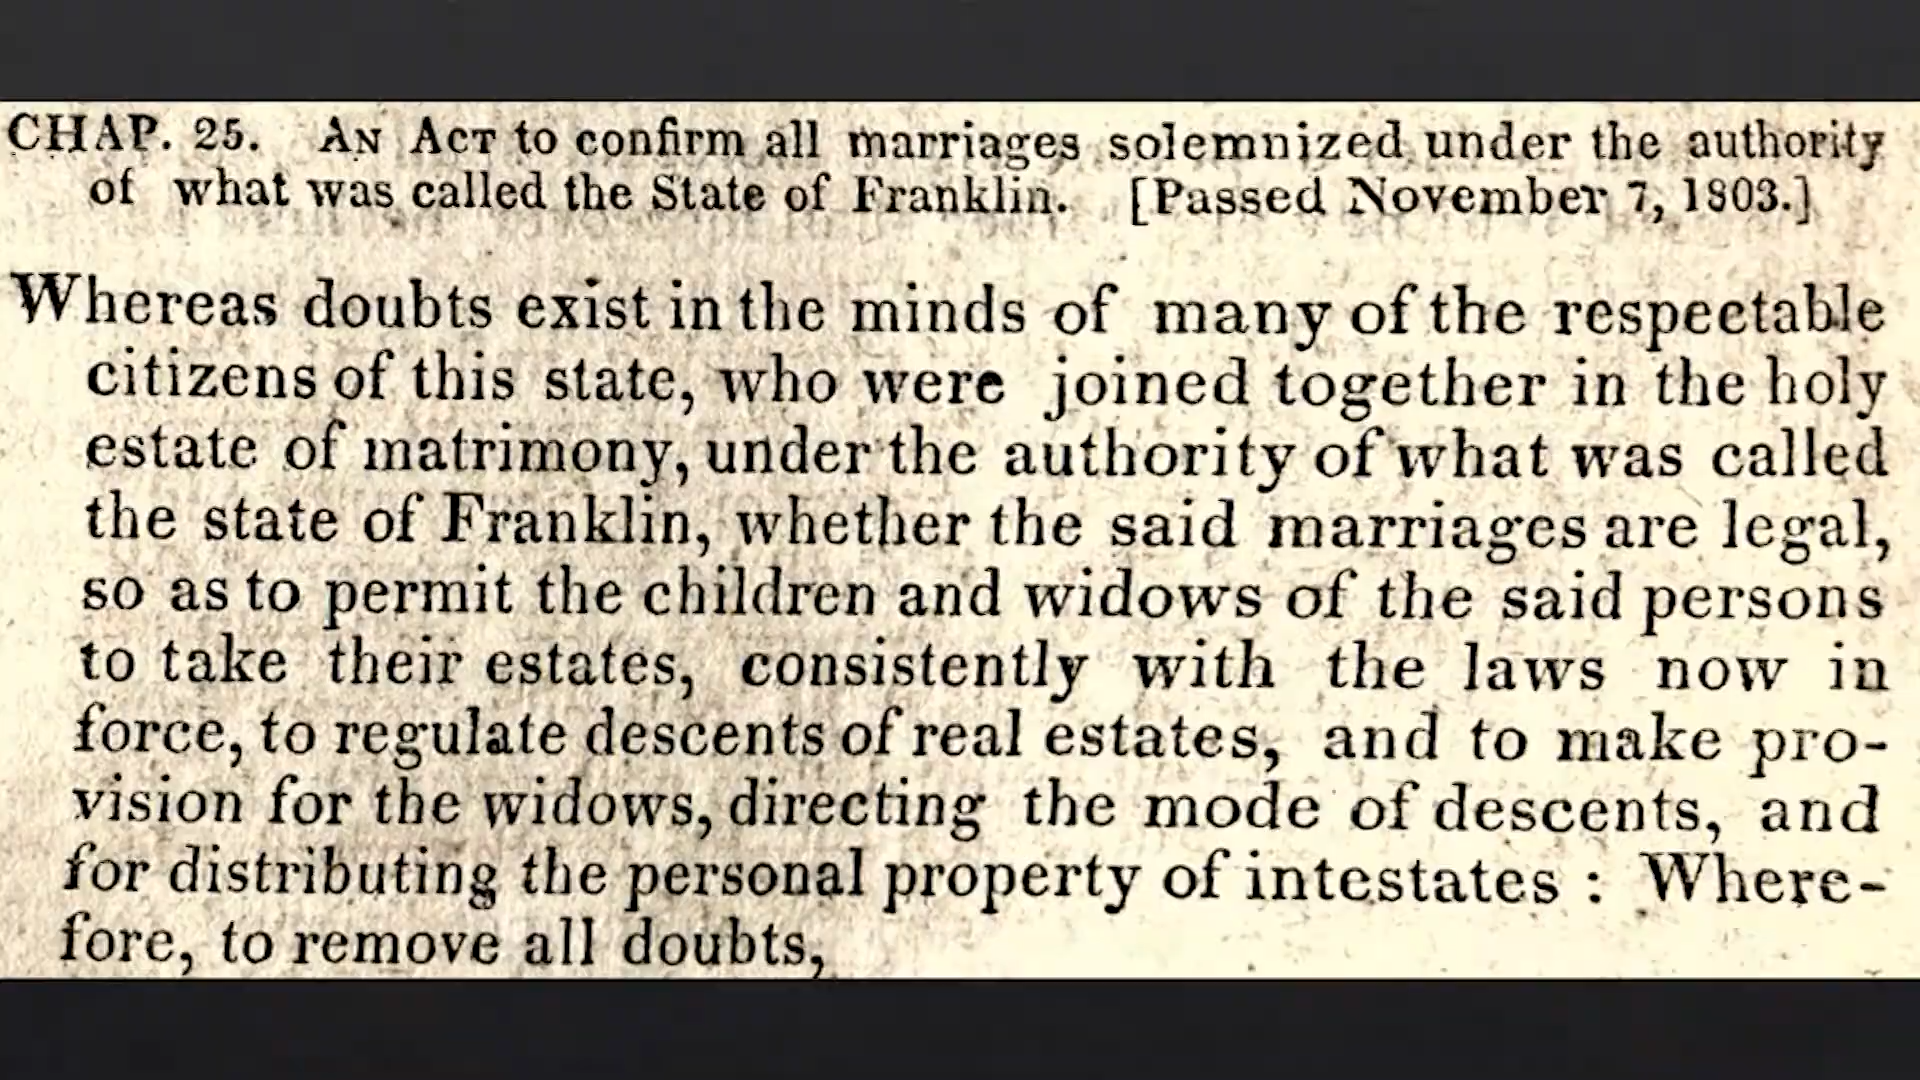 CHAP. 25. AN ACT to confirm all marriages solemnized under the authority
of what was called the State of Franklin. [Passed November 7, 1803.]
Whereas doubts exist in the minds of many of the respectable
citizens of this state, who were joined together in the holy
estate of matrimony, under the authority of what was called
the state of Franklin, whether the said marriages are legal,
so as to permit the children and widows of the said persons
to take their estates, consistently with the laws now in
force, to regulate descents of real estates, and to make pro-
vision for the widows, directing the mode of descents, and
for distributing the personal property of intestates : Where-
fore, to remove all doubts,